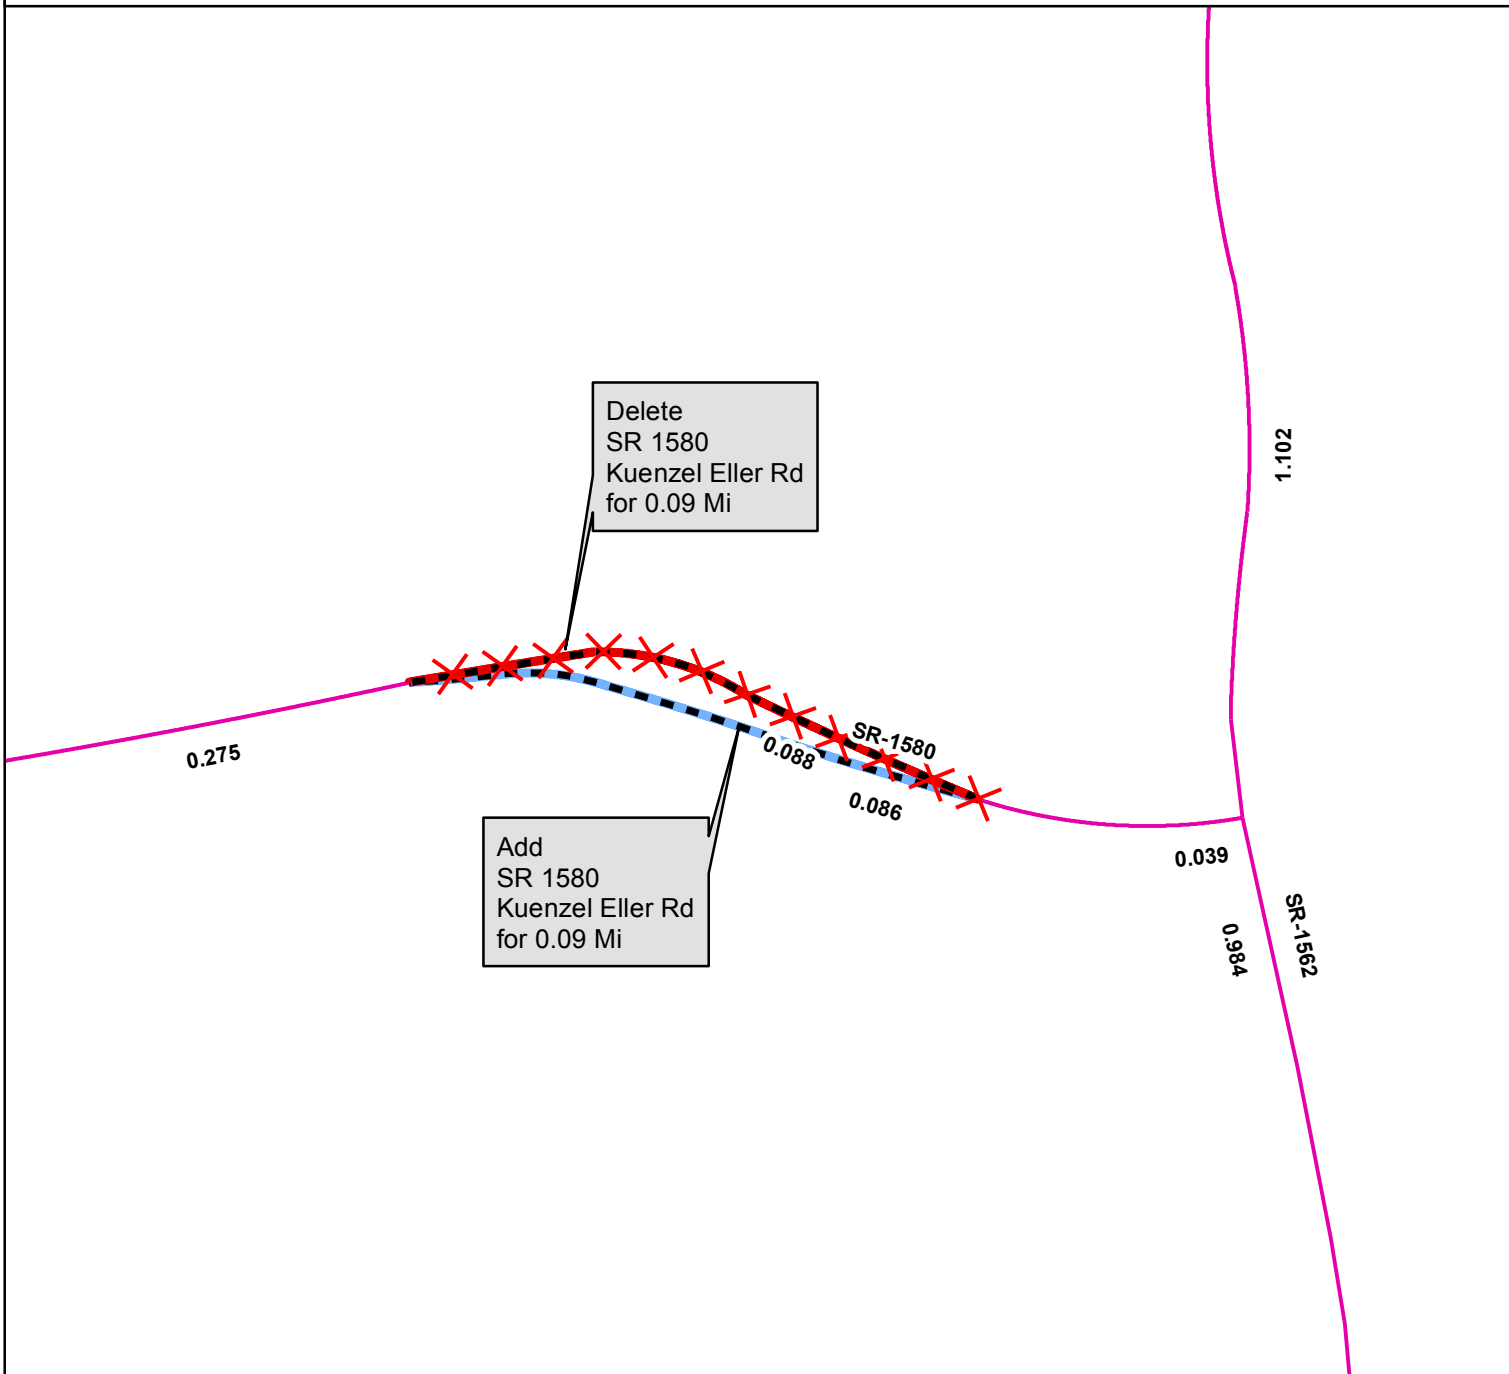 1.102
Delete
SR 1580
Kuenzel Eller Rd
for 0.09 Mi
SR-1580
0.275
0.088
0.086
Add
SR 1580
Kuenzel Eller Rd
for 0.09 Mi
0.039
0.984
SR-1562